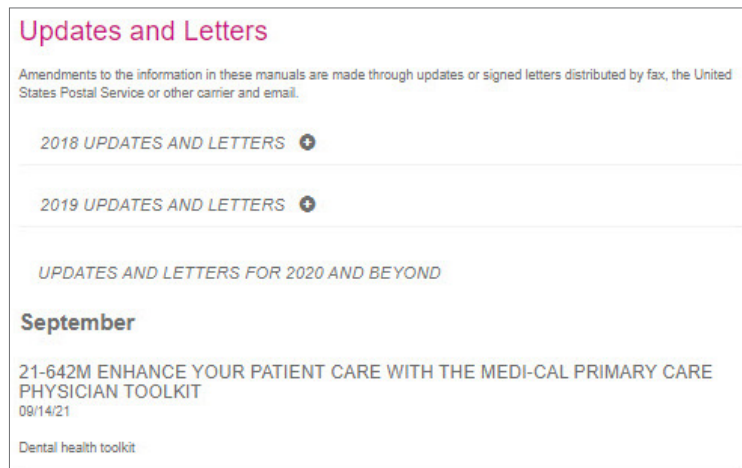 Updates and Letters
Amendments to the information in these manuals are made through updates or signed letters distributed by fax, the United
States Postal Service or other carrier and email.
2018 UPDATES AND LETTERS
2019 UPDATES AND LETTERS
UPDATES AND LETTERS FOR 2020 AND BEYOND
September
21-642M ENHANCE YOUR PATIENT CARE WITH THE MEDI-CAL PRIMARY CARE
PHYSICIAN TOOLKIT
09/14/21
Dental health toolkit